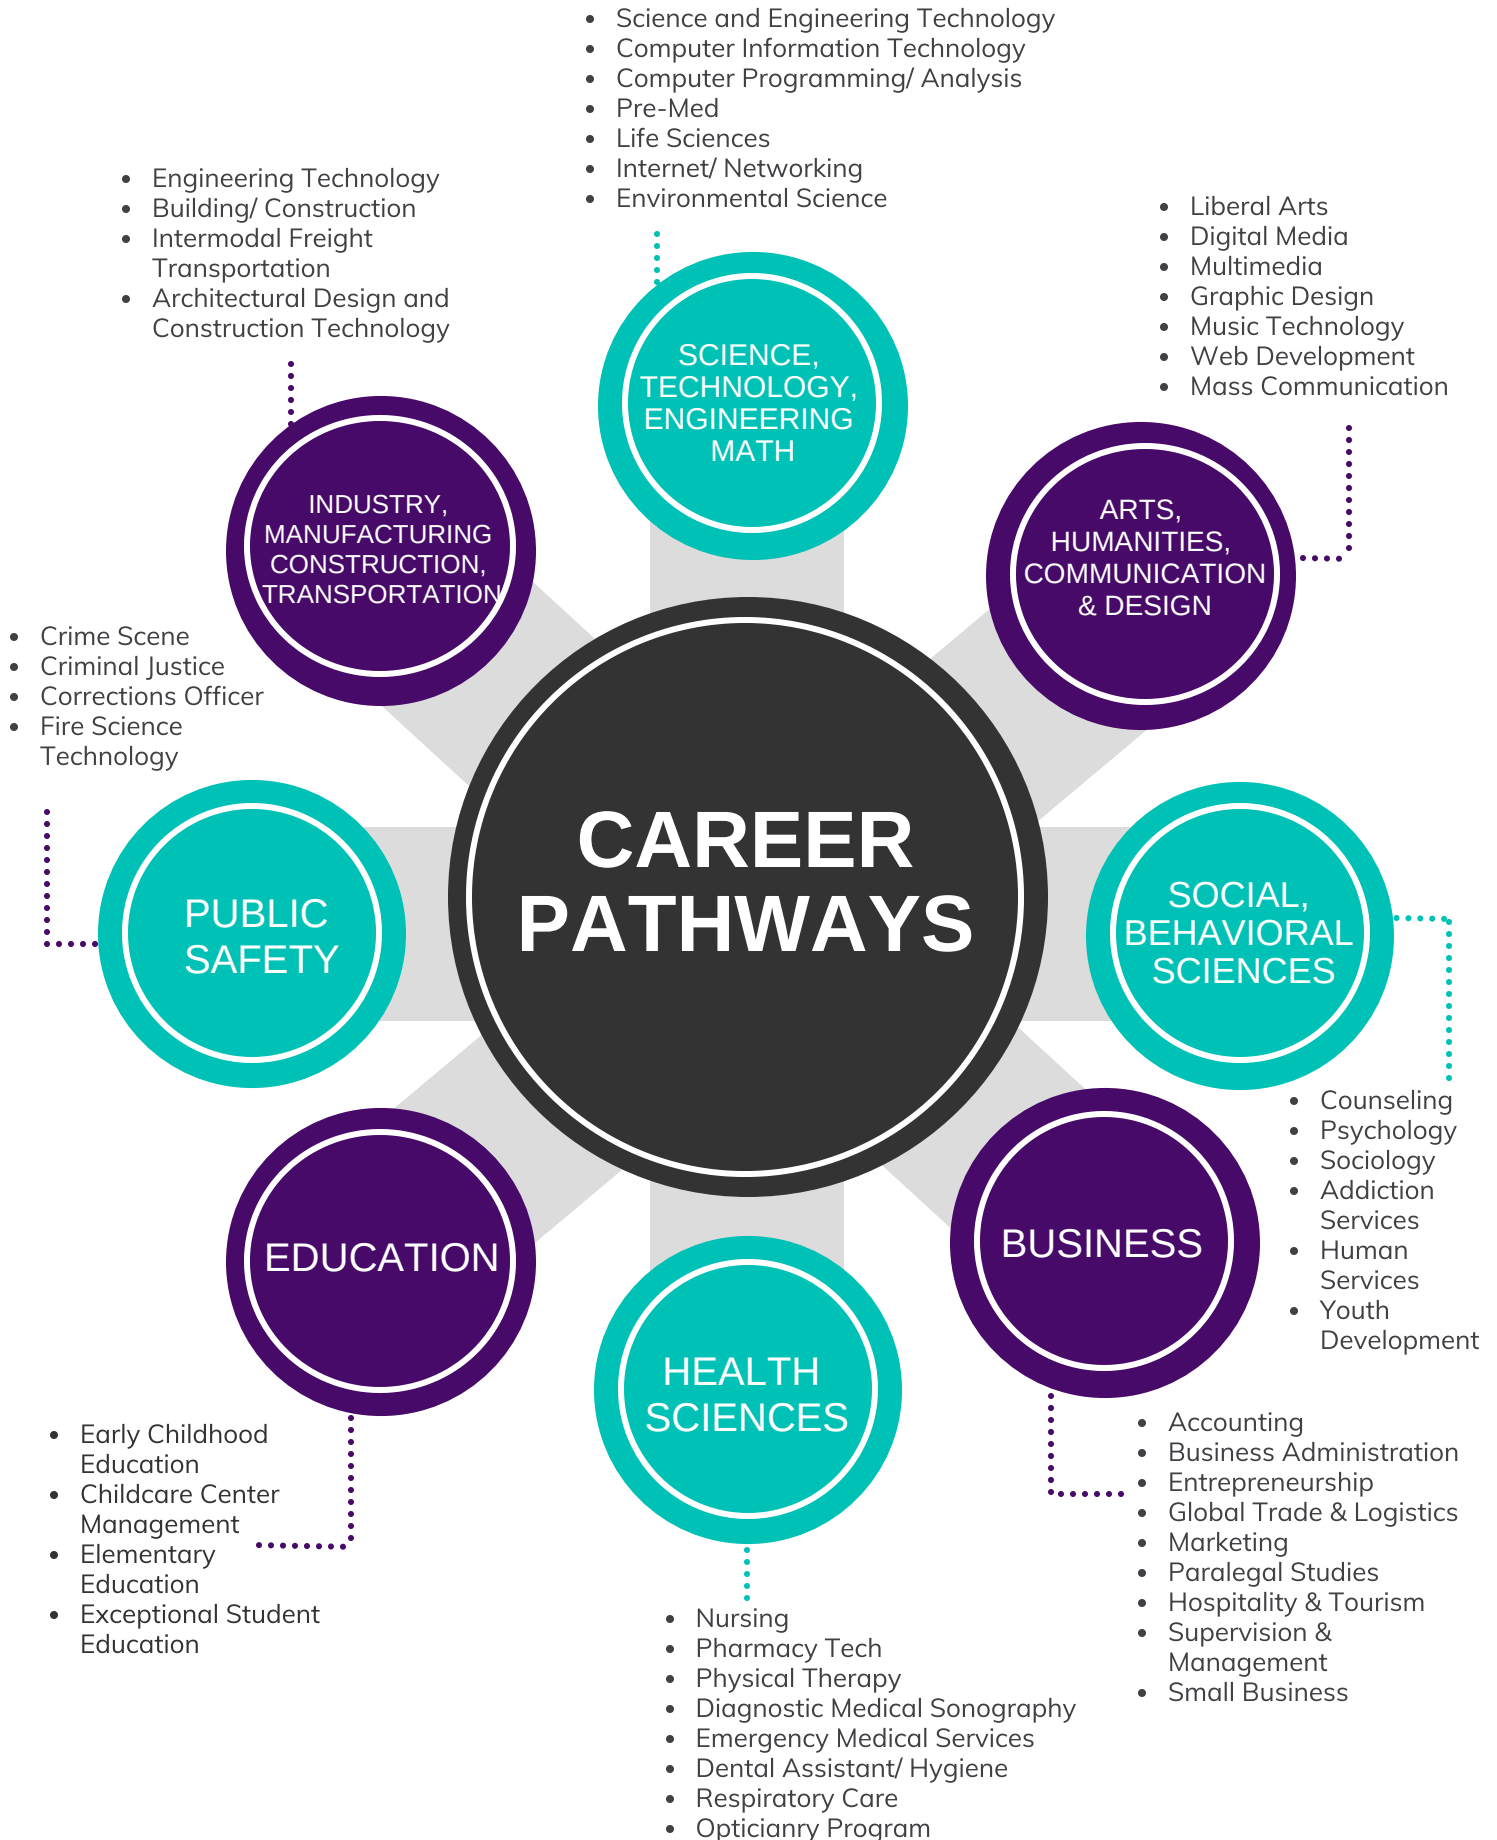 • Science and Engineering Technology
• Computer Information Technology
• Computer Programming/ Analysis
• Pre-Med
• Life Sciences
• Internet/ Networking
• Environmental Science
SCIENCE,
TECHNOLOGY,
ENGINEERING
MATH
• Engineering Technology
• Building/ Construction
• Intermodal Freight
Transportation
• Architectural Design and
Construction Technology
INDUSTRY,
MANUFACTURING
CONSTRUCTION,
TRANSPORTATION
• Liberal Arts
• Digital Media
• Multimedia
• Graphic Design
• Music Technology
• Web Development
• Mass Communication
ARTS,
HUMANITIES,
COMMUNICATION
& DESIGN
• Crime Scene
• Criminal Justice
• Corrections Officer
• Fire Science
Technology
PUBLIC
SAFETY
CAREER
PATHWAYS
SOCIAL,
BEHAVIORAL
SCIENCES
• Counseling
• Psychology
• Sociology
• Addiction
Services
• Human
Services
• Youth
Development
EDUCATION
• Early Childhood
Education
• Childcare Center
Management
• Elementary
Education
• Exceptional Student
Education
HEALTH
SCIENCES
• Nursing
• Pharmacy Tech
• Physical Therapy
• Diagnostic Medical Sonography
• Emergency Medical Services
• Dental Assistant/ Hygiene
• Respiratory Care
• Opticianry Program
BUSINESS
• Accounting
• Business Administration
• Entrepreneurship
• Global Trade & Logistics
• Marketing
• Paralegal Studies
• Hospitality & Tourism
• Supervision &
Management
• Small Business